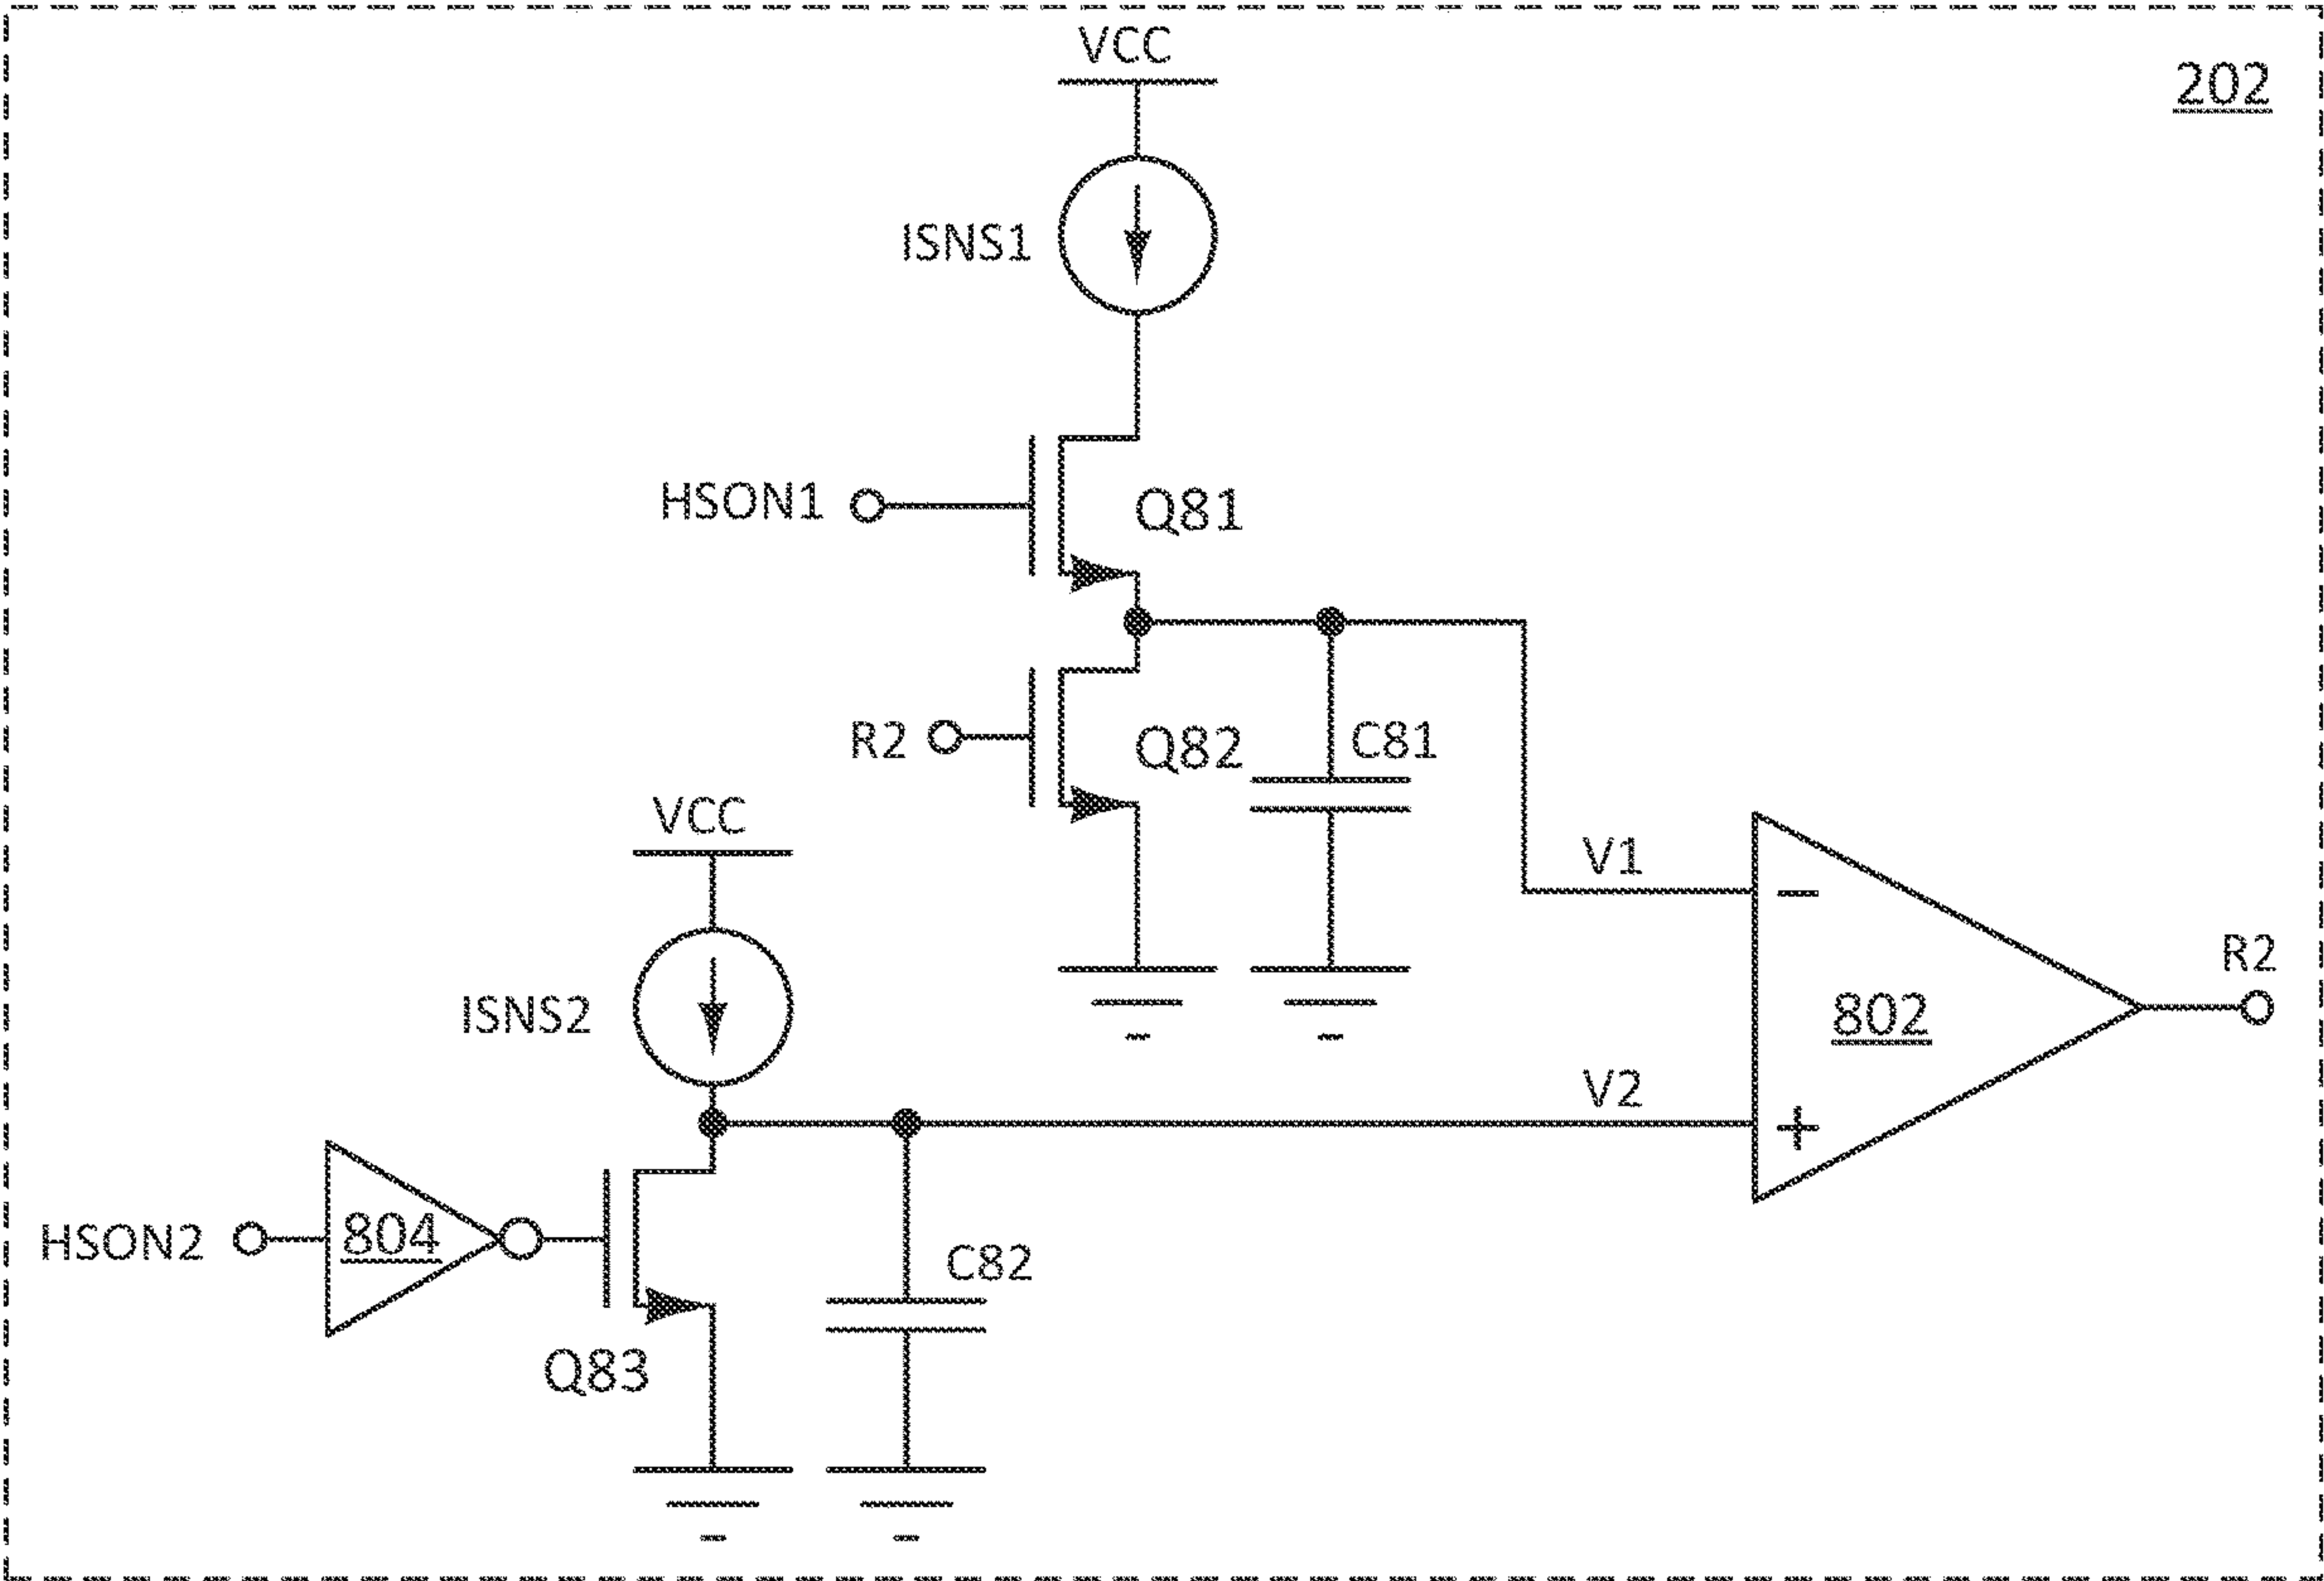 VCC
202
ISNS1
HSON1
Q81
R2
Q82
C81
VCC
V1
−
R2
802
ISNS2
V2
+
HSON2
804
C82
Q83